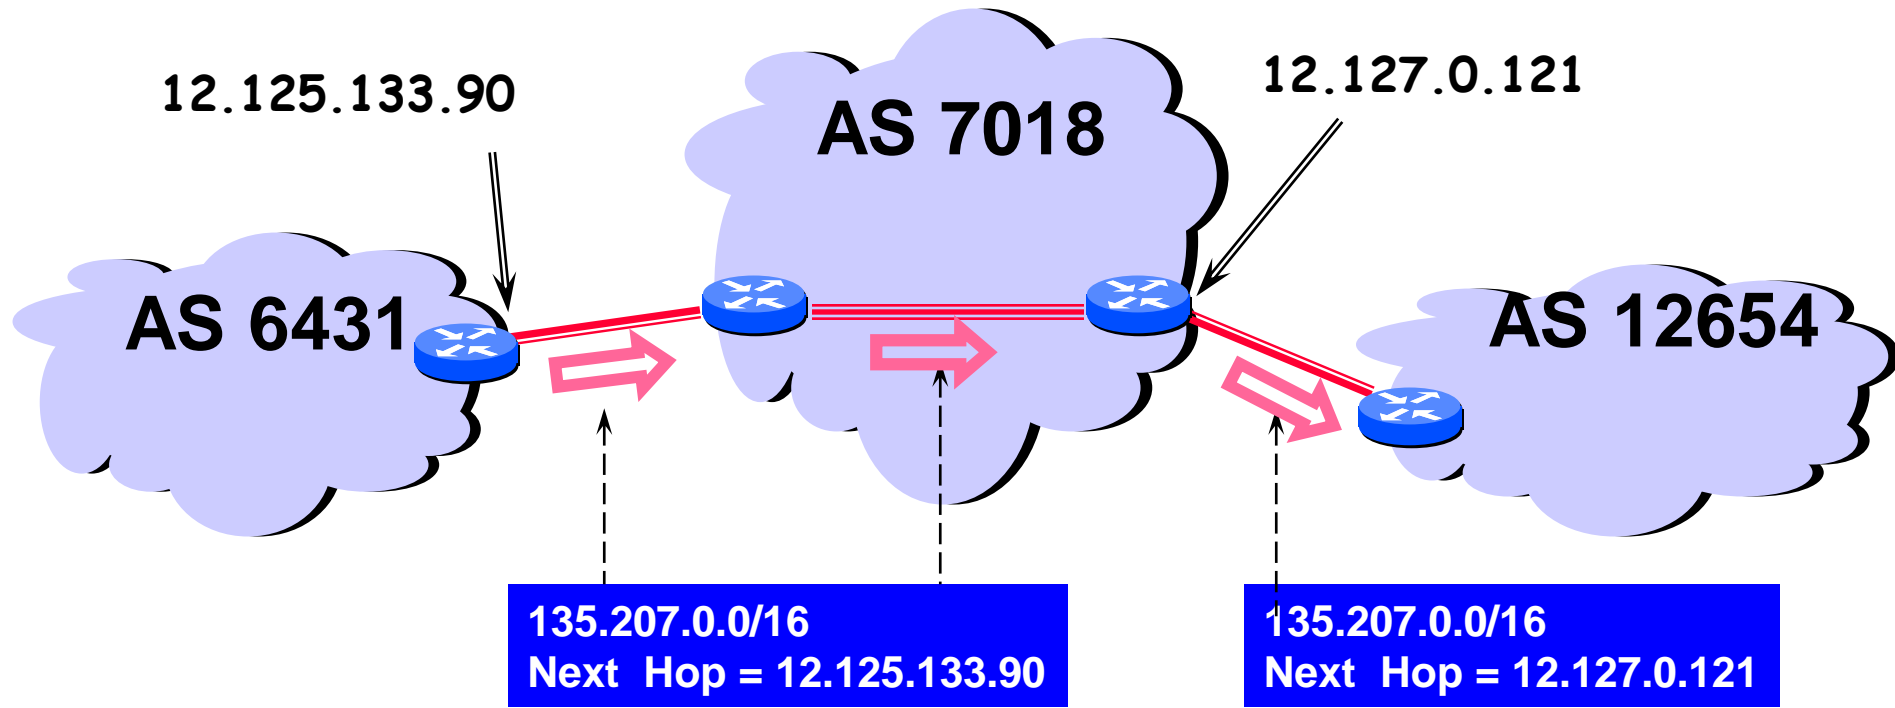 12.125.133.90
AS 7018
12.127.0.121
AS 6431
AS 12654
135.207.0.0/16
Next Hop = 12.125.133.90
135.207.0.0/16
Next Hop = 12.127.0.121